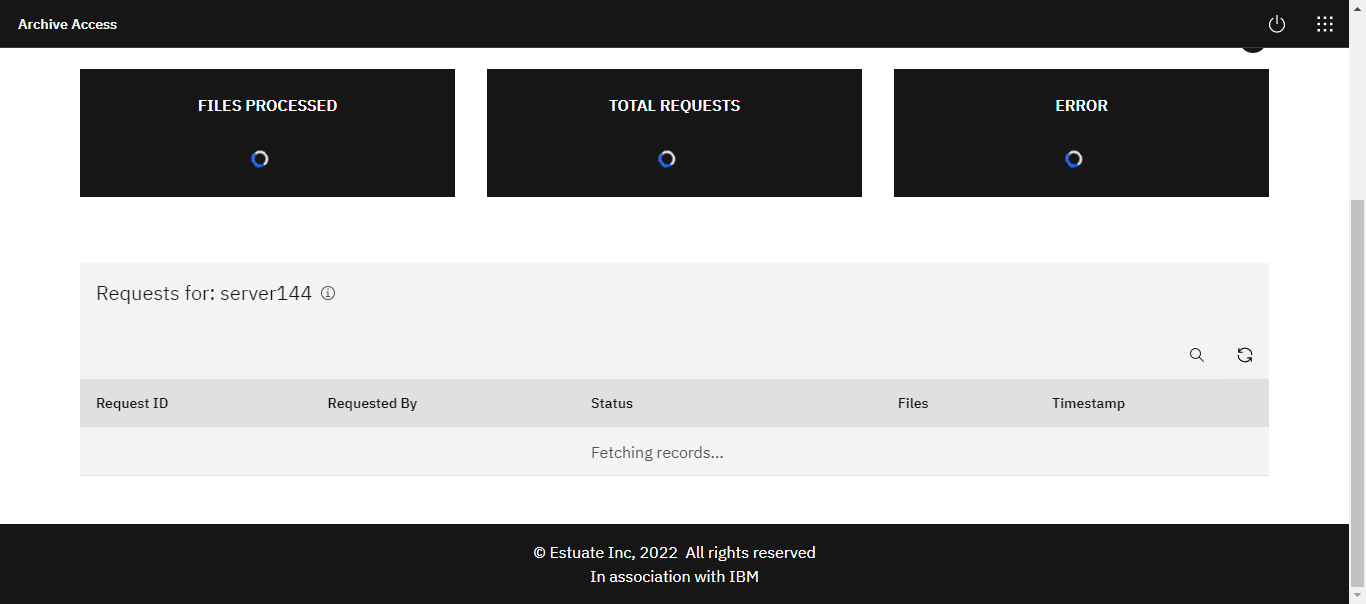 Archive Access
FILES PROCESSED
TOTAL REQUESTS
ERROR
Requests for: server144
Request ID
Requested By
Status
Files
Timestamp
Fetching records...
© Estuate Inc, 2022  All rights reserved
In association with IBM